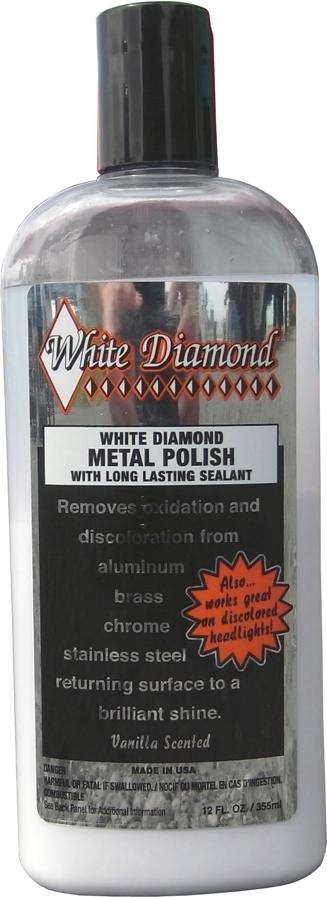 White Diamond
WHITE DIAMOND
METAL POLISH
WITH LONG LASTING SEALANT
Removes oxidation and
discoloration from
aluminum
brass
chrome
stainless steel
returning surface to a
brilliant shine.
Also...
works great
on discolored
headlights!
Vanilla Scented
MADE IN USA
DANGER
HARMFUL OR FATAL IF SWALLOWED. / NOCIF OU MORTEL EN CAS D'INGESTION.
COMBUSTIBLE
See Back Panel for Additional Information
12 FL. OZ. / 355ml